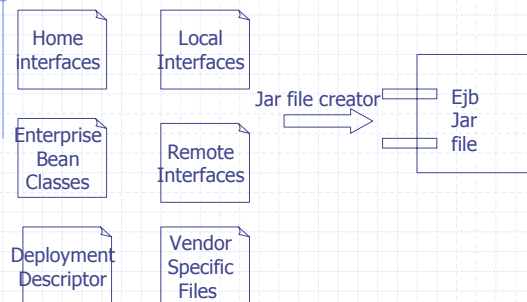 Home
interfaces
Local
Interfaces
Jar file creator
Ejb
Jar
file
Enterprise
Bean
Classes
Remote
Interfaces
Deployment
Descriptor
Vendor
Specific
Files